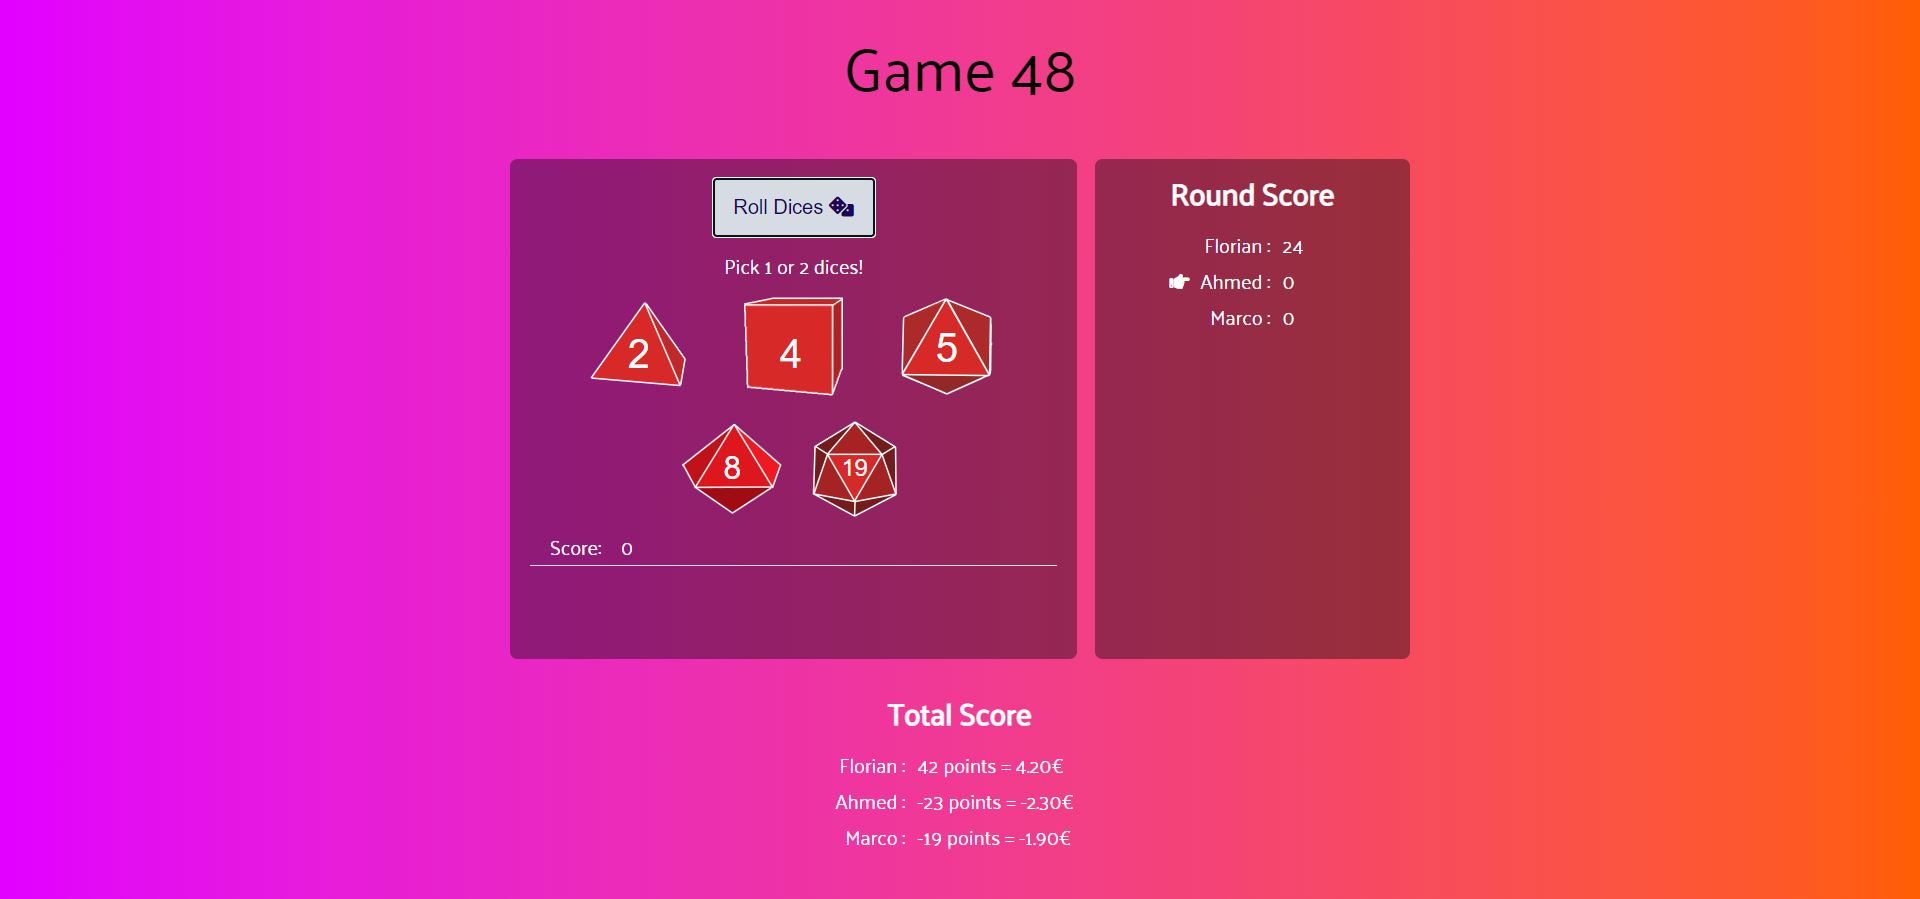 Game 48
Roll Dices
Pick 1 or 2 dices!
2 4 5
8 19
Score: 0
Round Score
Florian : 24
Ahmed : 0
Marco : 0
Total Score
Florian : 42 points = 4.20€
Ahmed : -23 points = -2.30€
Marco : -19 points = -1.90€